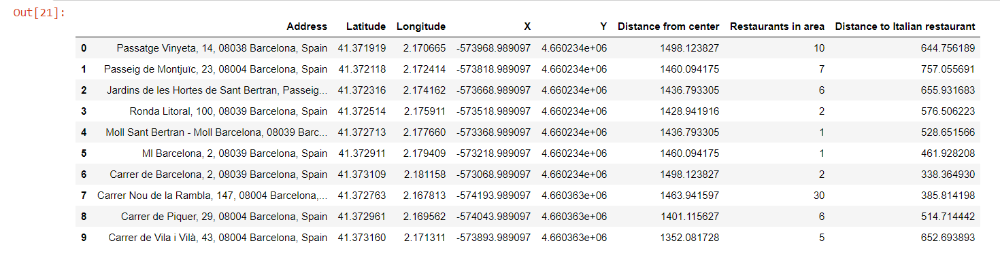 Out[21]:
Address Latitude Longitude X Y Distance from center Restaurants in area Distance to Italian restaurant
0 Passatge Vinyeta, 14, 08038 Barcelona, Spain 41.371919 2.170665 -573968.989097 4.660234e+06 1498.123827 10 644.756189
1 Passeig de Montjuïc, 23, 08004 Barcelona, Spain 41.372118 2.172414 -573818.989097 4.660234e+06 1460.094175 7 757.055691
2 Jardins de les Hortes de Sant Bertran, Passeig... 41.372316 2.174162 -573668.989097 4.660234e+06 1436.793305 6 655.931683
3 Ronda Litoral, 100, 08039 Barcelona, Spain 41.372514 2.175911 -573518.989097 4.660234e+06 1428.941916 2 576.506223
4 Moll Sant Bertran - Moll Barcelona, 08039 Barc... 41.372713 2.177660 -573368.989097 4.660234e+06 1436.793305 1 528.651566
5 Ml Barcelona, 2, 08039 Barcelona, Spain 41.372911 2.179409 -573218.989097 4.660234e+06 1460.094175 1 461.928208
6 Carrer de Barcelona, 2, 08039 Barcelona, Spain 41.373109 2.181158 -573068.989097 4.660234e+06 1498.123827 2 338.364930
7 Carrer Nou de la Rambla, 147, 08004 Barcelona,... 41.372763 2.167813 -574193.989097 4.660363e+06 1463.941597 30 385.814198
8 Carrer de Piquer, 29, 08004 Barcelona, Spain 41.372961 2.169562 -574043.989097 4.660363e+06 1401.115627 6 514.714442
9 Carrer de Vila i Vilà, 43, 08004 Barcelona, Spain 41.373160 2.171311 -573893.989097 4.660363e+06 1352.081728 5 652.693893